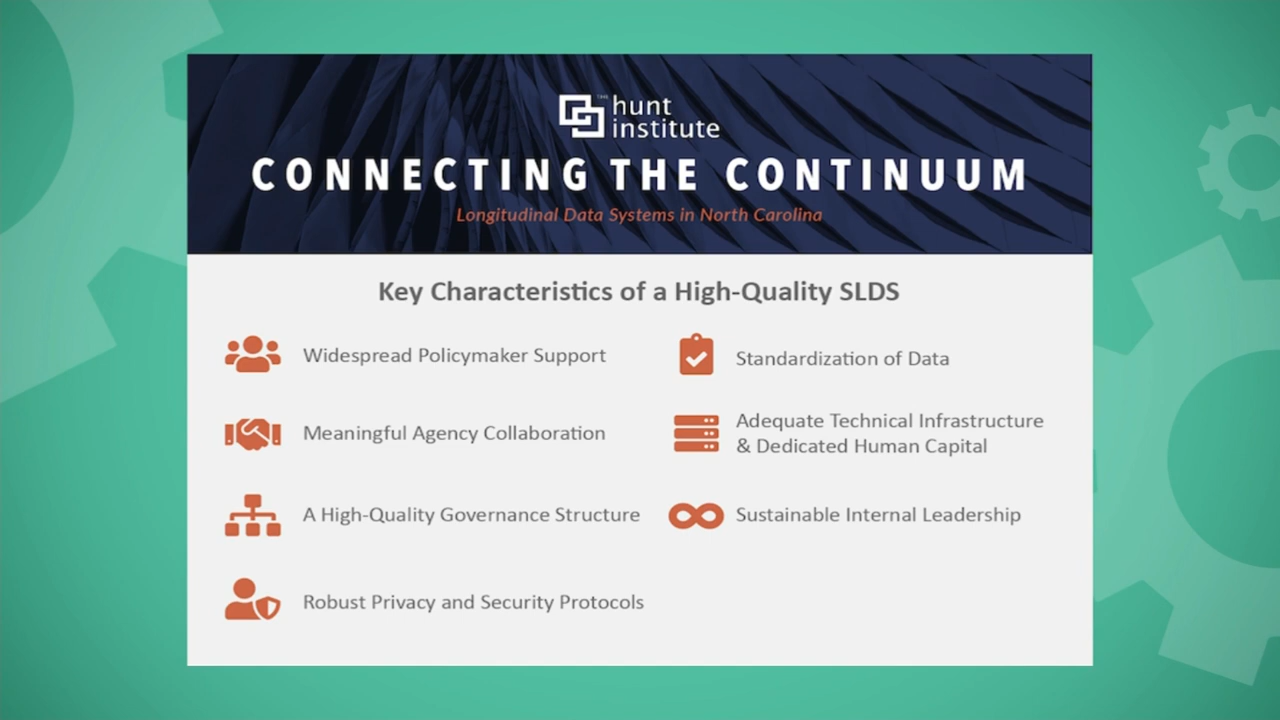 THE hunt
institute
CONNECTING THE CONTINUUM
Longitudinal Data Systems in North Carolina
Key Characteristics of a High-Quality SLDS
Widespread Policymaker Support
Meaningful Agency Collaboration
A High-Quality Governance Structure
Robust Privacy and Security Protocols
Standardization of Data
Adequate Technical Infrastructure
& Dedicated Human Capital
Sustainable Internal Leadership